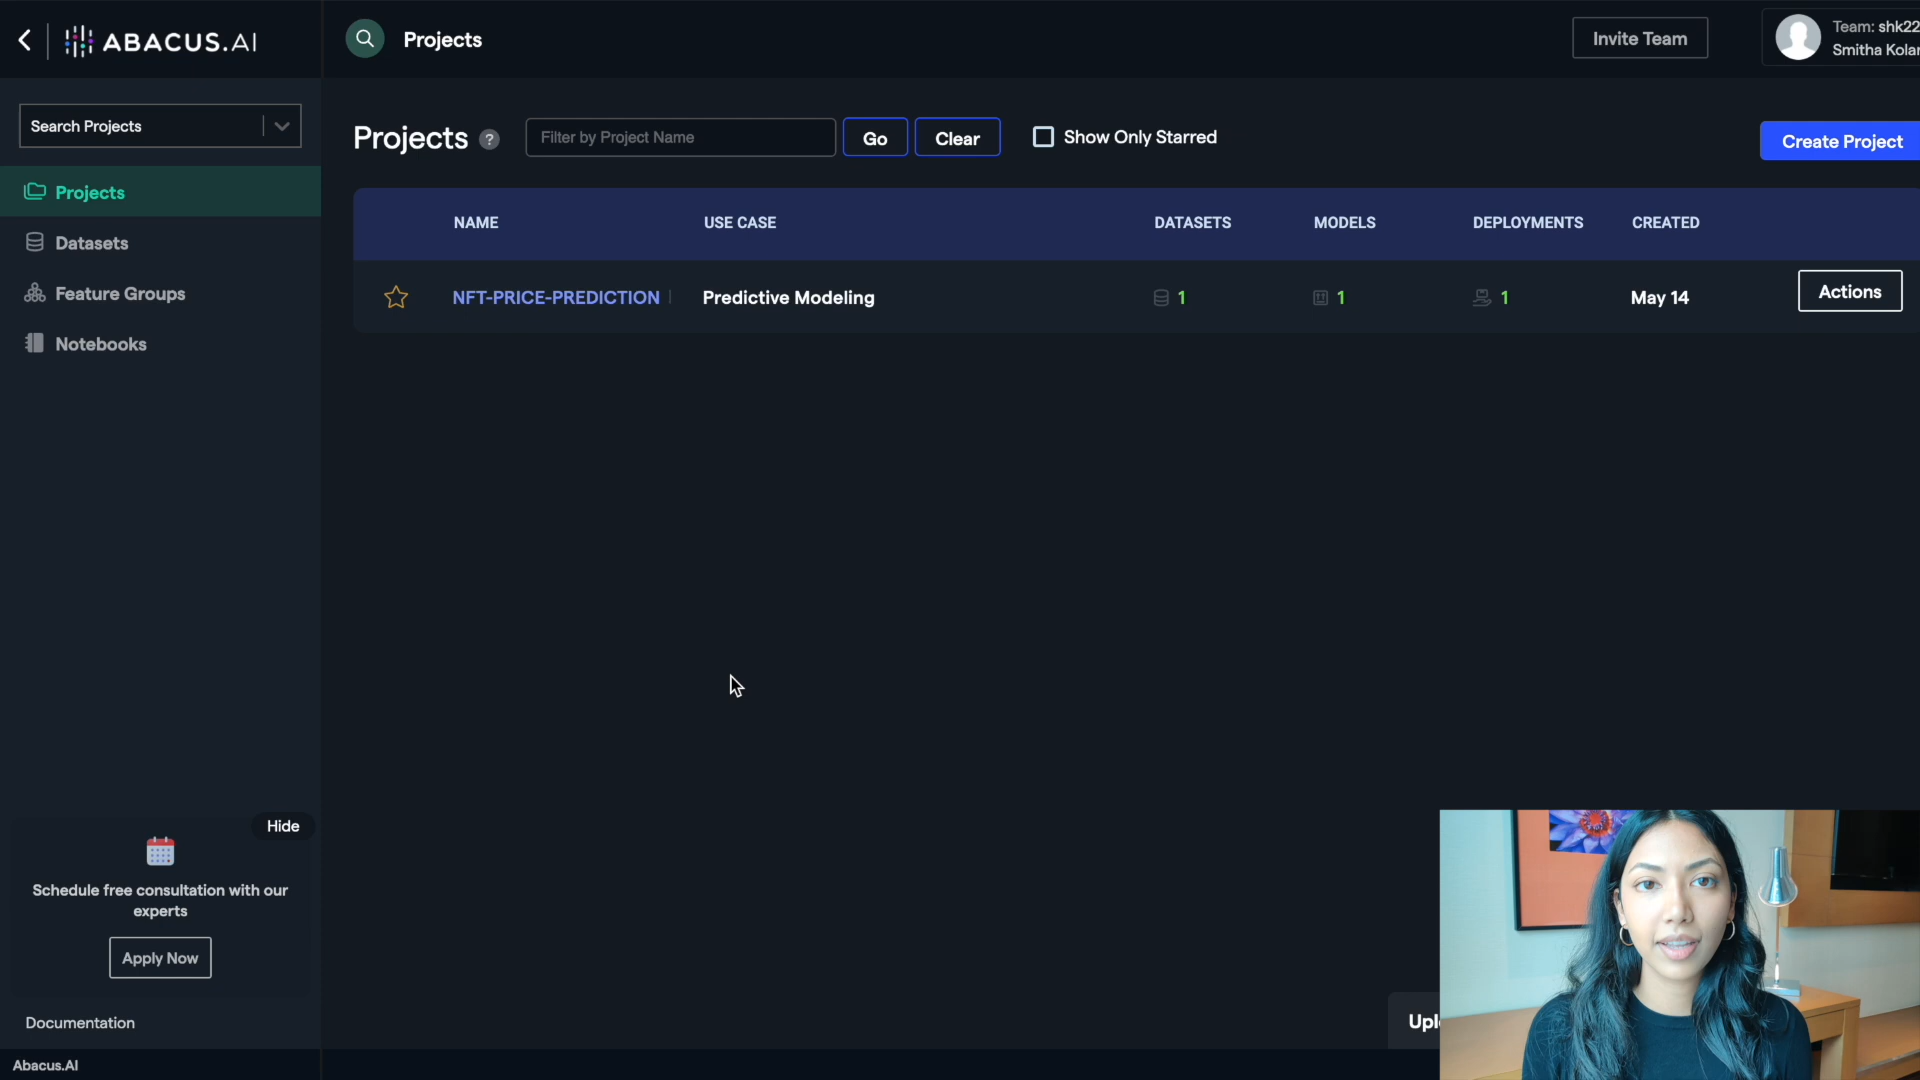 ABACUS.AI
Projects
Invite Team
Team: shk22
Smitha Kolar
Search Projects
Projects ?
Filter by Project Name
Go
Clear
Show Only Starred
Create Project
Projects
Datasets
Feature Groups
Notebooks
NAME USE CASE DATASETS MODELS DEPLOYMENTS CREATED
NFT-PRICE-PREDICTION Predictive Modeling 1 1 1 May 14 Actions
Hide
Schedule free consultation with our
experts
Apply Now
Documentation
Abacus.AI